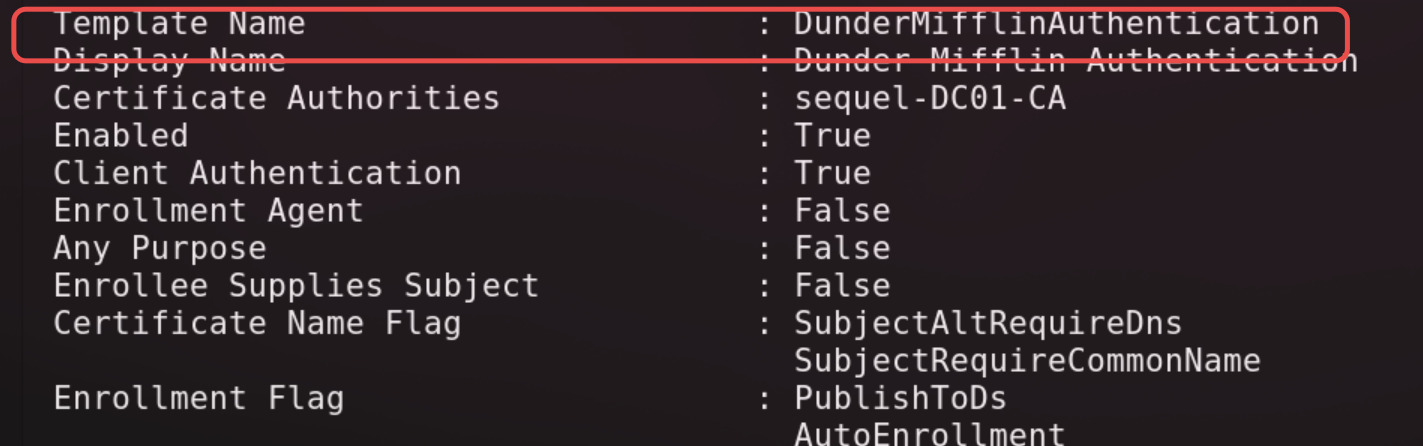 Template Name : DunderMifflinAuthentication
Display Name : Dunder Mifflin Authentication
Certificate Authorities : sequel-DC01-CA
Enabled : True
Client Authentication : True
Enrollment Agent : False
Any Purpose : False
Enrollee Supplies Subject : False
Certificate Name Flag : SubjectAltRequireDns
SubjectRequireCommonName
Enrollment Flag : PublishToDs
AutoEnrollment